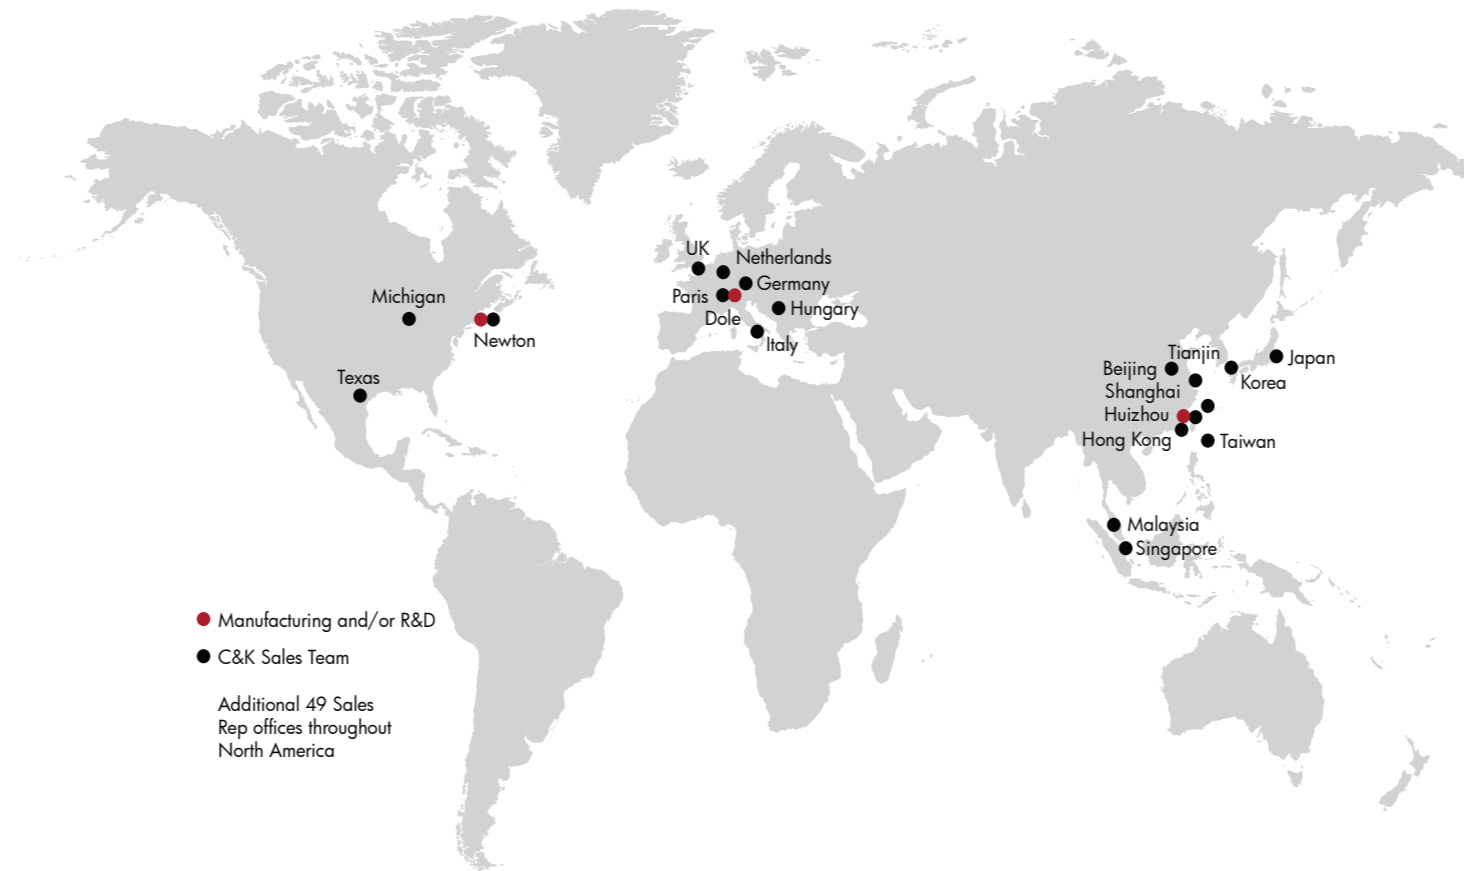 UK
Netherlands
Germany
Paris
Hungary
Dole
Italy
Michigan
Newton
Texas
Tianjin
Japan
Beijing
Korea
Shanghai
Huizhou
Hong Kong
Taiwan
Malaysia
Singapore
Manufacturing and/or R&D
C&K Sales Team
Additional 49 Sales
Rep offices throughout
North America